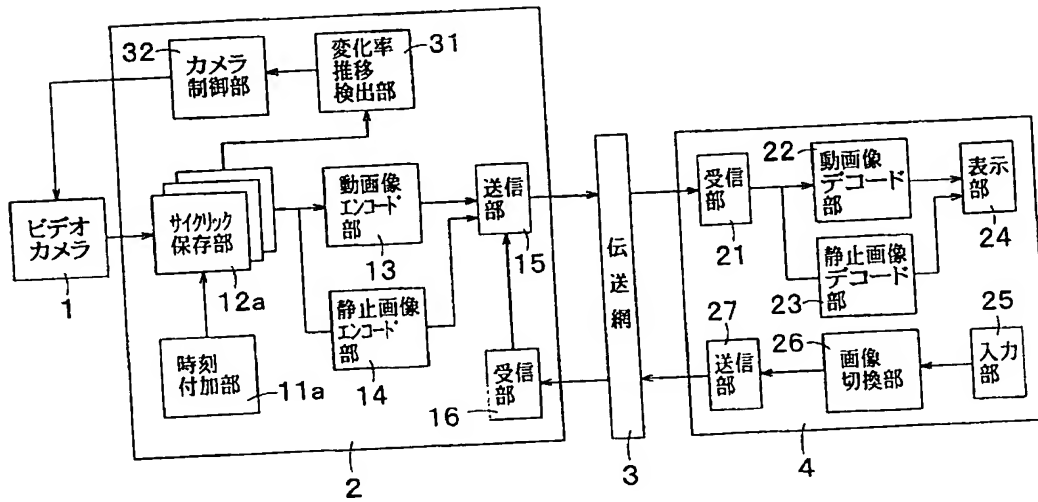 32
カメラ
制御部
変化率
推移
検出部
31
ビデオ
カメラ
1
サイクリック
保存部
12a
時刻
付加部
11a
動画像
エンコード
部
13
静止画像
エンコード
部
14
送信
部
15
受信
部
16
2
伝送網
3
受信
部
21
22
動画像
デコード
部
静止画像
デコード
部
23
表示
部
24
25
入力
部
26
画像
切換部
27
送信
部
4